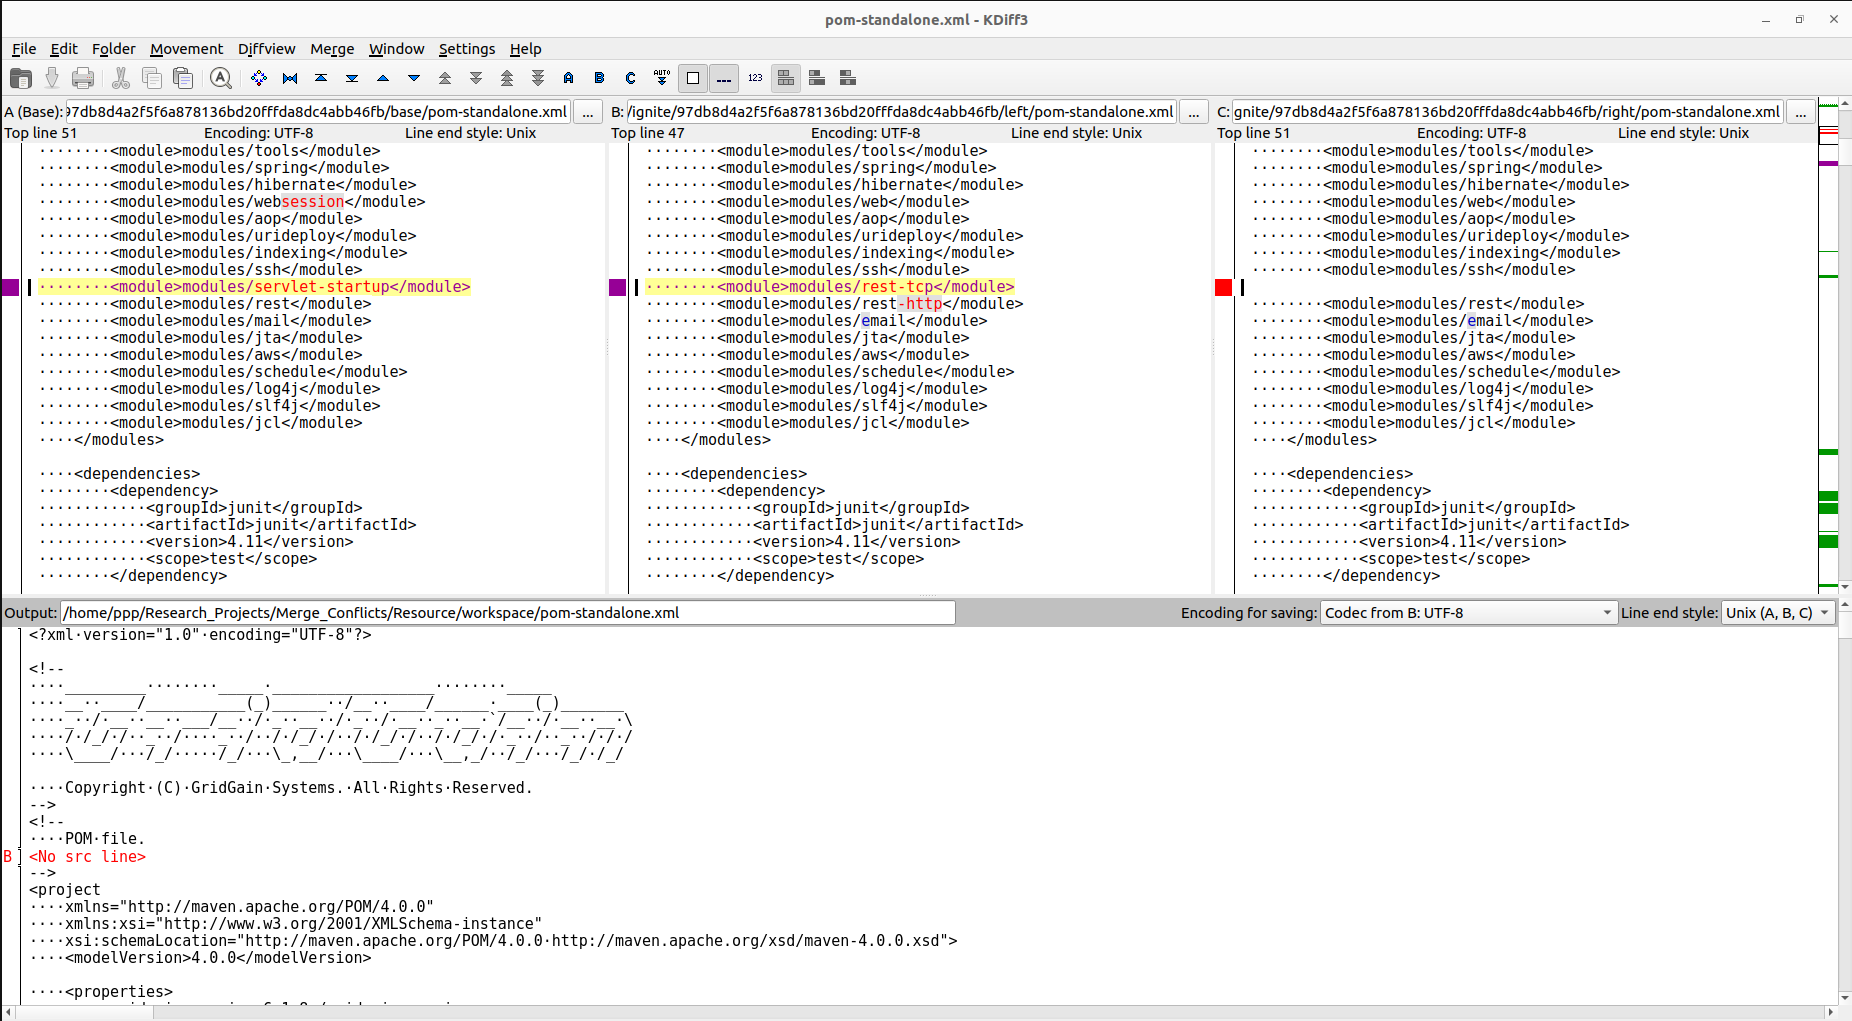 pom-standalone.xml - KDiff3
File Edit Folder Movement Diffview Merge Window Settings Help
A B C AUTO 123
A (Base): 97db8d4a2f5f6a878136bd20fffda8dc4abb46fb/base/pom-standalone.xml ...
Top line 51 Encoding: UTF-8 Line end style: Unix
········<module>modules/tools</module>
········<module>modules/spring</module>
········<module>modules/hibernate</module>
········<module>modules/websession</module>
········<module>modules/aop</module>
········<module>modules/urideploy</module>
········<module>modules/indexing</module>
········<module>modules/ssh</module>
········<module>modules/servlet-startup</module>
········<module>modules/rest</module>
········<module>modules/mail</module>
········<module>modules/jta</module>
········<module>modules/aws</module>
········<module>modules/schedule</module>
········<module>modules/log4j</module>
········<module>modules/slf4j</module>
········<module>modules/jcl</module>
····</modules>
····<dependencies>
········<dependency>
············<groupId>junit</groupId>
············<artifactId>junit</artifactId>
············<version>4.11</version>
············<scope>test</scope>
········</dependency>
B: /ignite/97db8d4a2f5f6a878136bd20fffda8dc4abb46fb/left/pom-standalone.xml ...
Top line 47 Encoding: UTF-8 Line end style: Unix
········<module>modules/tools</module>
········<module>modules/spring</module>
········<module>modules/hibernate</module>
········<module>modules/web</module>
········<module>modules/aop</module>
········<module>modules/urideploy</module>
········<module>modules/indexing</module>
········<module>modules/ssh</module>
········<module>modules/rest-tcp</module>
········<module>modules/rest-http</module>
········<module>modules/email</module>
········<module>modules/jta</module>
········<module>modules/aws</module>
········<module>modules/schedule</module>
········<module>modules/log4j</module>
········<module>modules/slf4j</module>
········<module>modules/jcl</module>
····</modules>
····<dependencies>
········<dependency>
············<groupId>junit</groupId>
············<artifactId>junit</artifactId>
············<version>4.11</version>
············<scope>test</scope>
········</dependency>
C: gnite/97db8d4a2f5f6a878136bd20fffda8dc4abb46fb/right/pom-standalone.xml ...
Top line 51 Encoding: UTF-8 Line end style: Unix
········<module>modules/tools</module>
········<module>modules/spring</module>
········<module>modules/hibernate</module>
········<module>modules/web</module>
········<module>modules/aop</module>
········<module>modules/urideploy</module>
········<module>modules/indexing</module>
········<module>modules/ssh</module>
········<module>modules/rest</module>
········<module>modules/email</module>
········<module>modules/jta</module>
········<module>modules/aws</module>
········<module>modules/schedule</module>
········<module>modules/log4j</module>
········<module>modules/slf4j</module>
········<module>modules/jcl</module>
····</modules>
····<dependencies>
········<dependency>
············<groupId>junit</groupId>
············<artifactId>junit</artifactId>
············<version>4.11</version>
············<scope>test</scope>
········</dependency>
Output: /home/ppp/Research_Projects/Merge_Conflicts/Resource/workspace/pom-standalone.xml Encoding for saving: Codec from B: UTF-8 Line end style: Unix (A, B, C)
<?xml·version="1.0"·encoding="UTF-8"?>
<!--
····Copyright·(C)·GridGain·Systems.·All·Rights·Reserved.
-->
<!--
····POM·file.
B <No src line>
-->
<project
····xmlns="http://maven.apache.org/POM/4.0.0"
····xmlns:xsi="http://www.w3.org/2001/XMLSchema-instance"
····xsi:schemaLocation="http://maven.apache.org/POM/4.0.0·http://maven.apache.org/xsd/maven-4.0.0.xsd">
····<modelVersion>4.0.0</modelVersion>
····<properties>